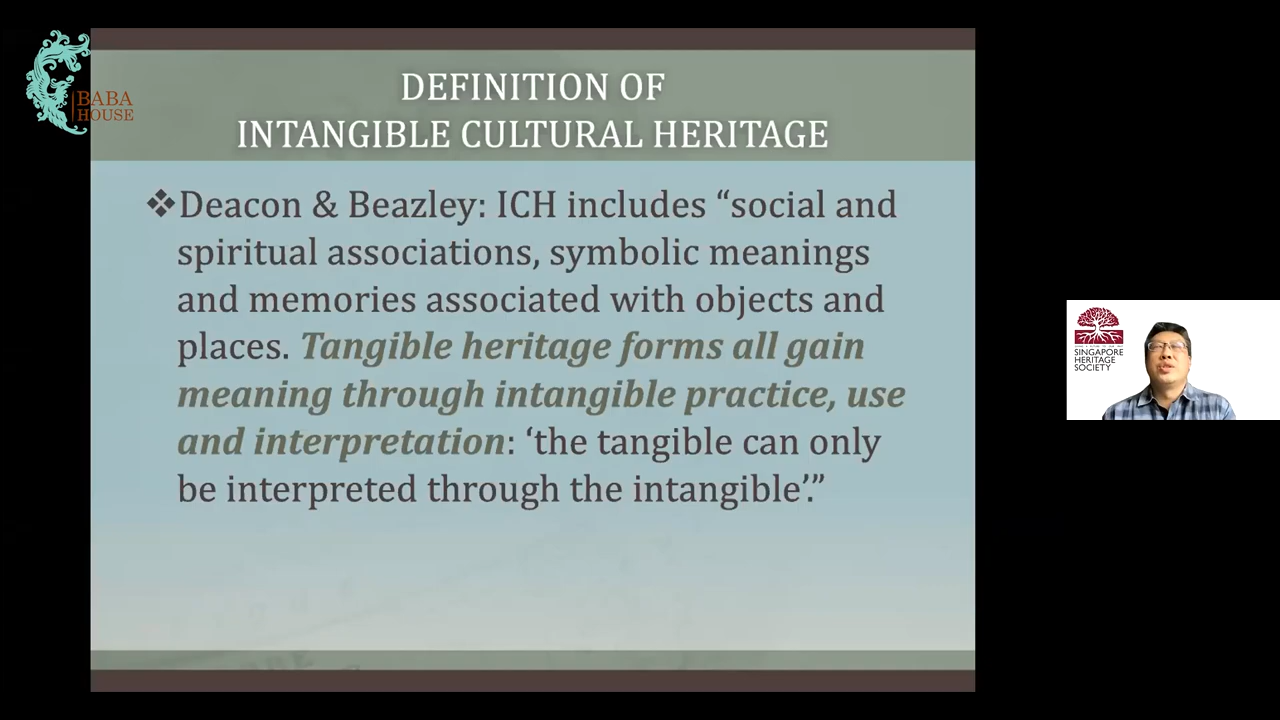 BABA
HOUSE
DEFINITION OF
INTANGIBLE CULTURAL HERITAGE
❖Deacon & Beazley: ICH includes “social and
spiritual associations, symbolic meanings
and memories associated with objects and
places. Tangible heritage forms all gain
meaning through intangible practice, use
and interpretation: ‘the tangible can only
be interpreted through the intangible’.”
SINGAPORE
HERITAGE
SOCIETY